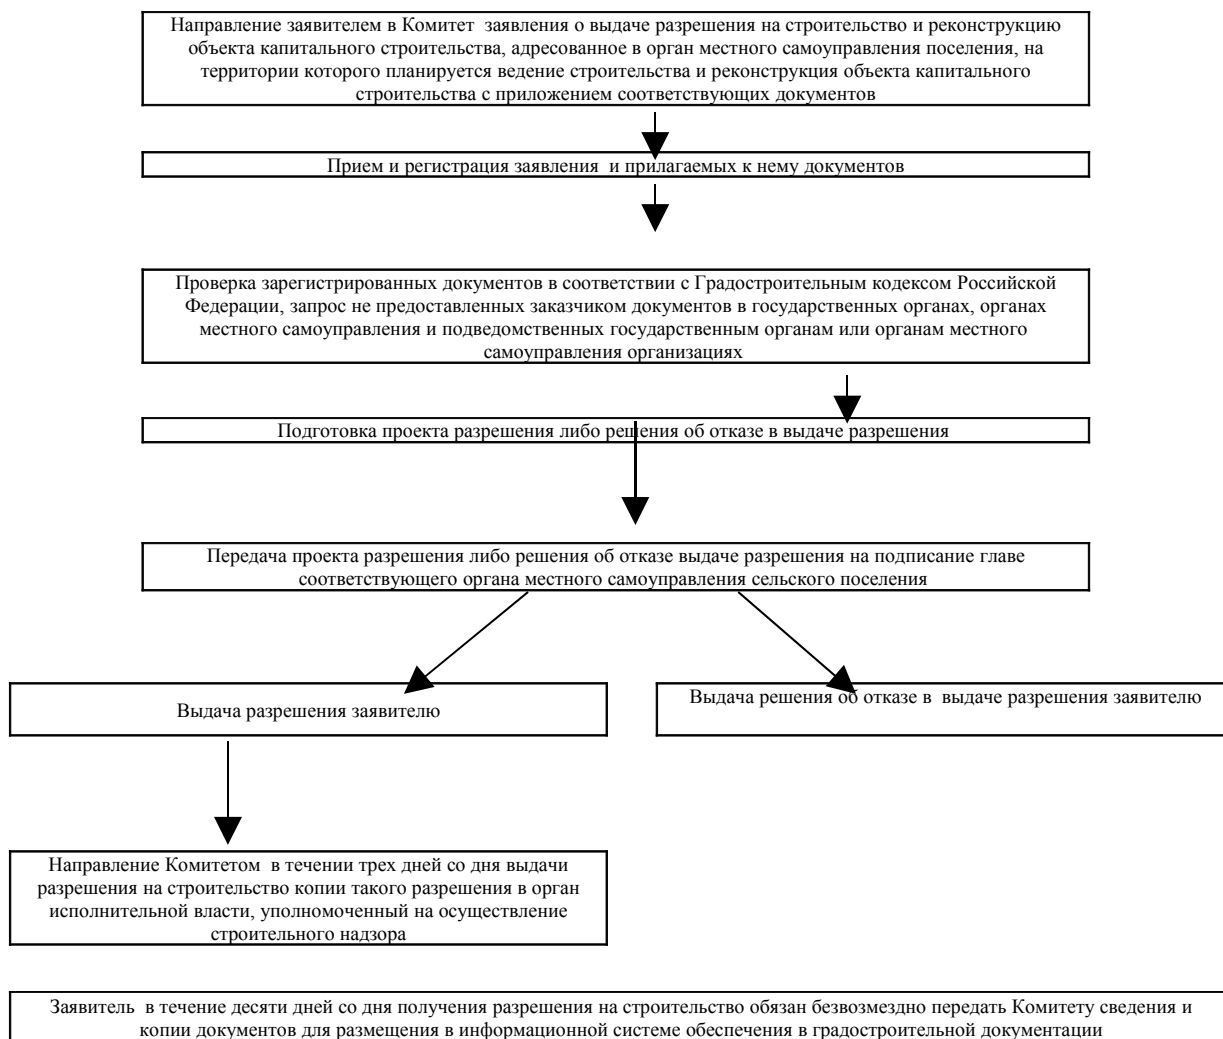 Направление заявителем в Комитет  заявления о выдаче разрешения на строительство и реконструкцию
объекта капитального строительства, адресованное в орган местного самоуправления поселения, на
территории которого планируется ведение строительства и реконструкция объекта капитального
строительства с приложением соответствующих документов
Прием и регистрация заявления  и прилагаемых к нему документов
Проверка зарегистрированных документов в соответствии с Градостроительным кодексом Российской
Федерации, запрос не предоставленных заказчиком документов в государственных органах, органах
местного самоуправления и подведомственных государственным органам или органам местного
самоуправления организациях
Подготовка проекта разрешения либо решения об отказе в выдаче разрешения
Передача проекта разрешения либо решения об отказе выдаче разрешения на подписание главе
соответствующего органа местного самоуправления сельского поселения
Выдача разрешения заявителю
Выдача решения об отказе в  выдаче разрешения заявителю
Направление Комитетом  в течении трех дней со дня выдачи
разрешения на строительство копии такого разрешения в орган
исполнительной власти, уполномоченный на осуществление
строительного надзора
Заявитель  в течение десяти дней со дня получения разрешения на строительство обязан безвозмездно передать Комитету сведения и
копии документов для размещения в информационной системе обеспечения в градостроительной документации